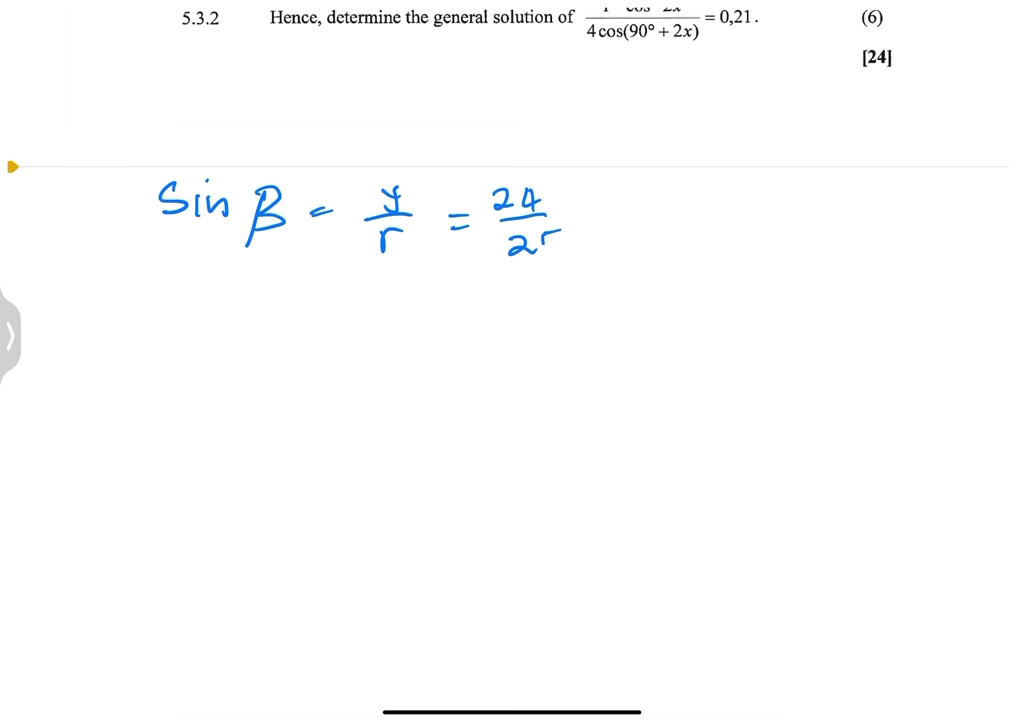 5.3.2 Hence, determine the general solution of / 4 cos(90° + 2x) = 0,21. (6)
[24]
Sin β = y/r = 24/25